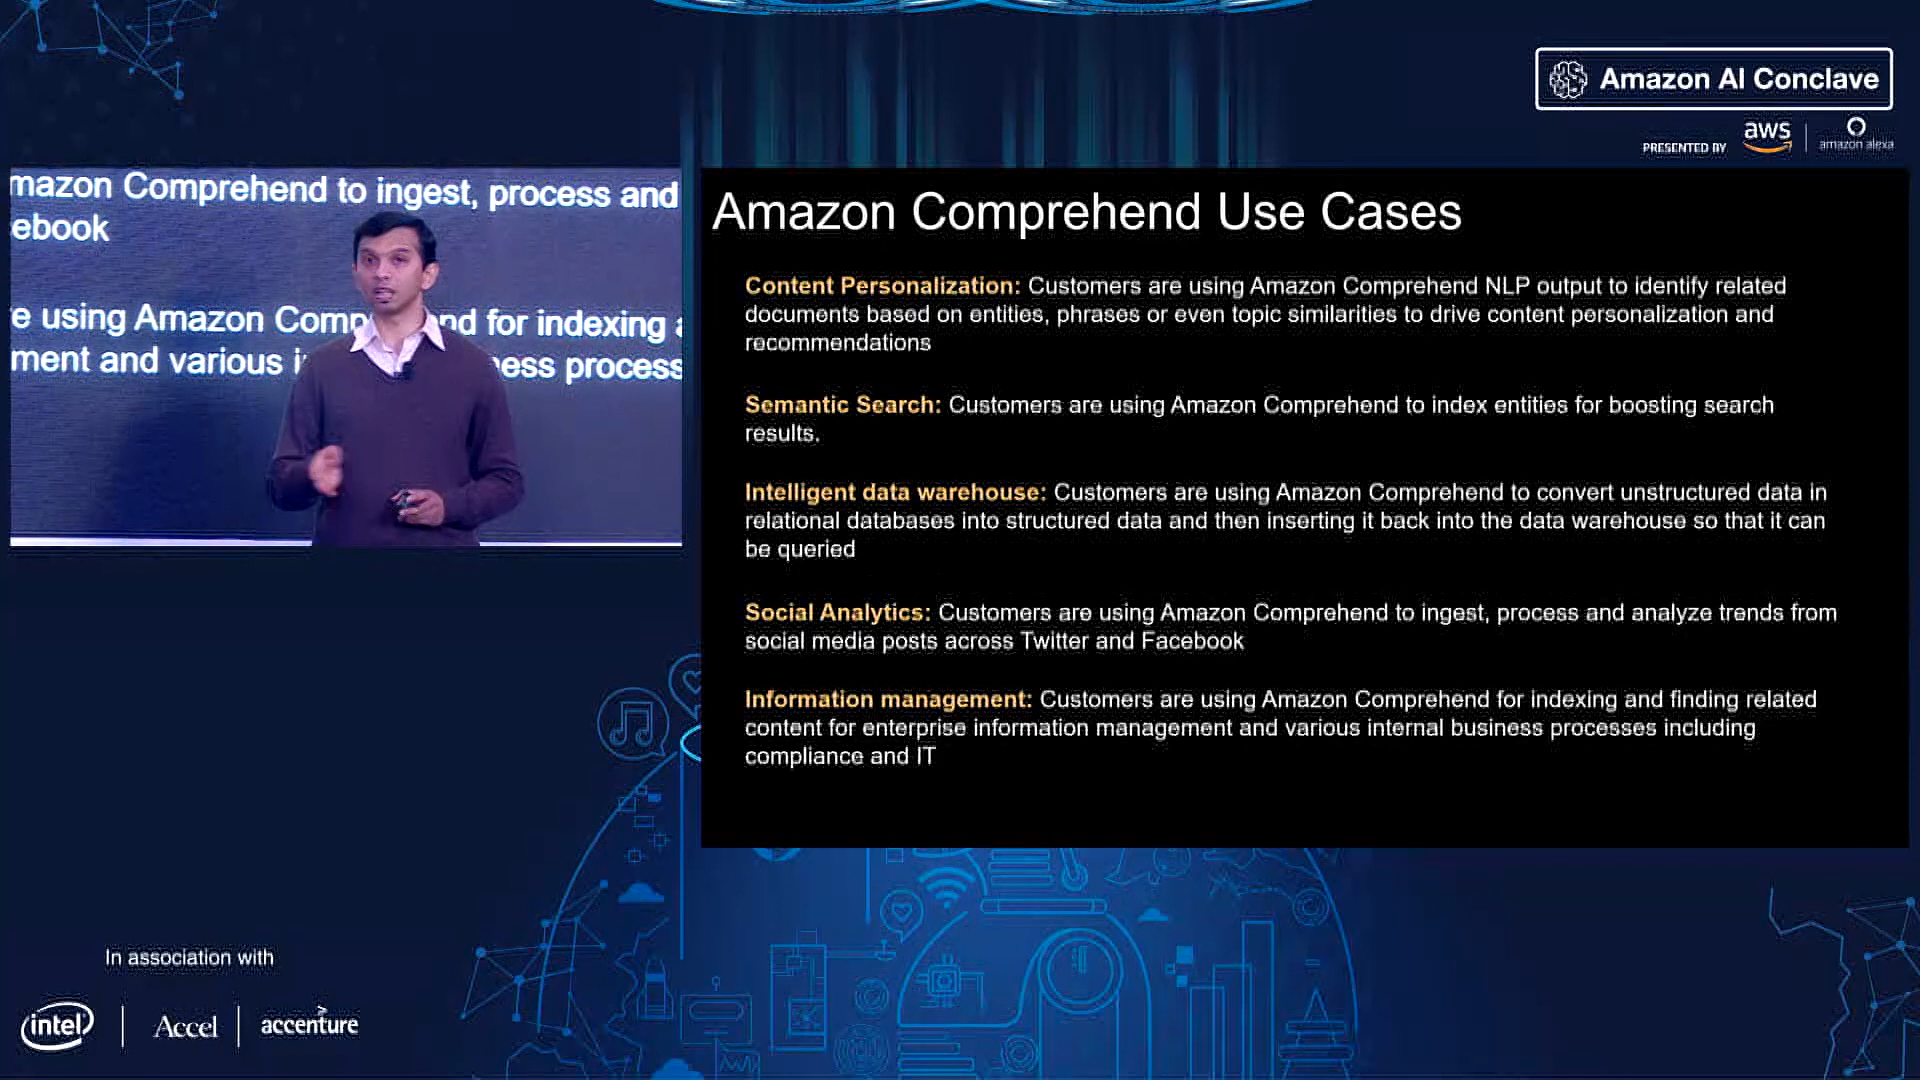 Amazon AI Conclave
PRESENTED BY
aws
amazon alexa
mazon Comprehend to ingest, process and
ebook
e using Amazon Comp nd for indexing
ment and various ness process
Amazon Comprehend Use Cases
Content Personalization: Customers are using Amazon Comprehend NLP output to identify related
documents based on entities, phrases or even topic similarities to drive content personalization and
recommendations
Semantic Search: Customers are using Amazon Comprehend to index entities for boosting search
results.
Intelligent data warehouse: Customers are using Amazon Comprehend to convert unstructured data in
relational databases into structured data and then inserting it back into the data warehouse so that it can
be queried
Social Analytics: Customers are using Amazon Comprehend to ingest, process and analyze trends from
social media posts across Twitter and Facebook
Information management: Customers are using Amazon Comprehend for indexing and finding related
content for enterprise information management and various internal business processes including
compliance and IT
In association with
intel
Accel
accenture